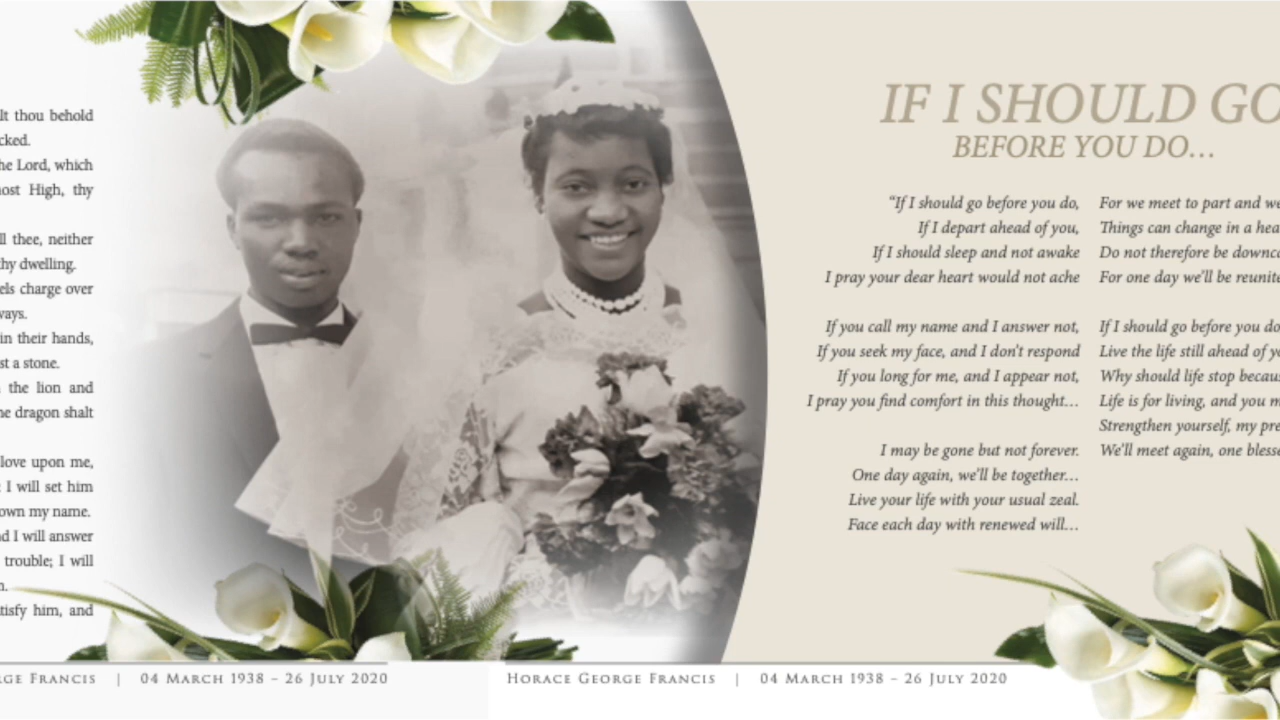 lt thou behold
cked.
he Lord, which
ost High, thy
ll thee, neither
hy dwelling.
els charge over
ways.
in their hands,
st a stone.
the lion and
he dragon shalt
love upon me,
I will set him
own my name.
d I will answer
trouble; I will
n.
tisfy him, and
RGE FRANCIS | 04 MARCH 1938 – 26 JULY 2020
IF I SHOULD GO
BEFORE YOU DO...
"If I should go before you do,
If I depart ahead of you,
If I should sleep and not awake
I pray your dear heart would not ache
If you call my name and I answer not,
If you seek my face, and I don't respond
If you long for me, and I appear not,
I pray you find comfort in this thought...
I may be gone but not forever.
One day again, we'll be together...
Live your life with your usual zeal.
Face each day with renewed will...
For we meet to part and we
Things can change in a hea
Do not therefore be downca
For one day we'll be reunite
If I should go before you do
Live the life still ahead of yo
Why should life stop becaus
Life is for living, and you m
Strengthen yourself, my pre
We'll meet again, one blesse
HORACE GEORGE FRANCIS | 04 MARCH 1938 – 26 JULY 2020